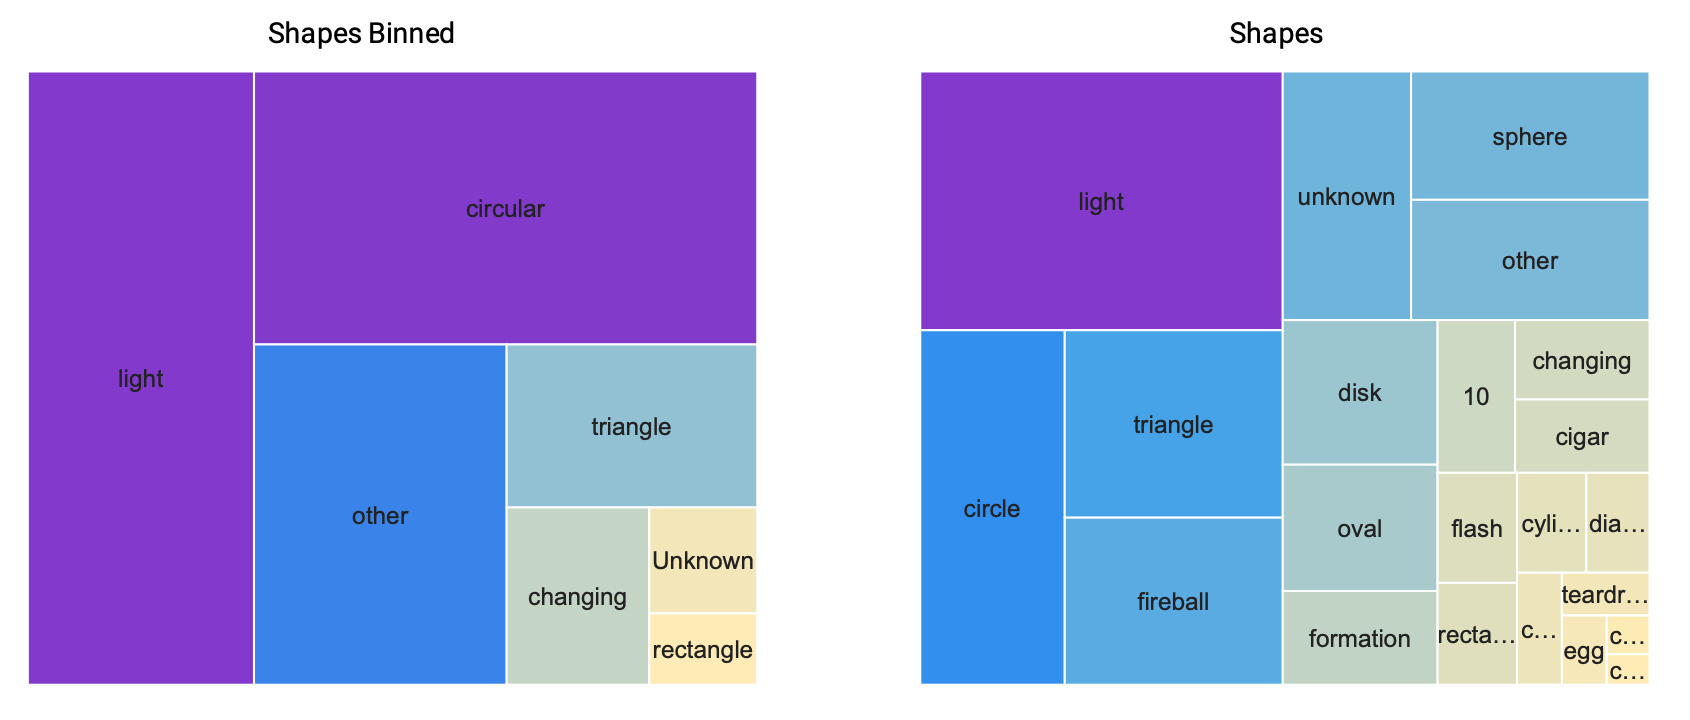 Shapes Binned
light
circular
other
triangle
changing
Unknown
rectangle
Shapes
light
unknown
sphere
other
circle
triangle
fireball
disk
oval
formation
10
changing
cigar
flash
cyli…
dia…
recta…
c…
teardr…
egg
c…
c…